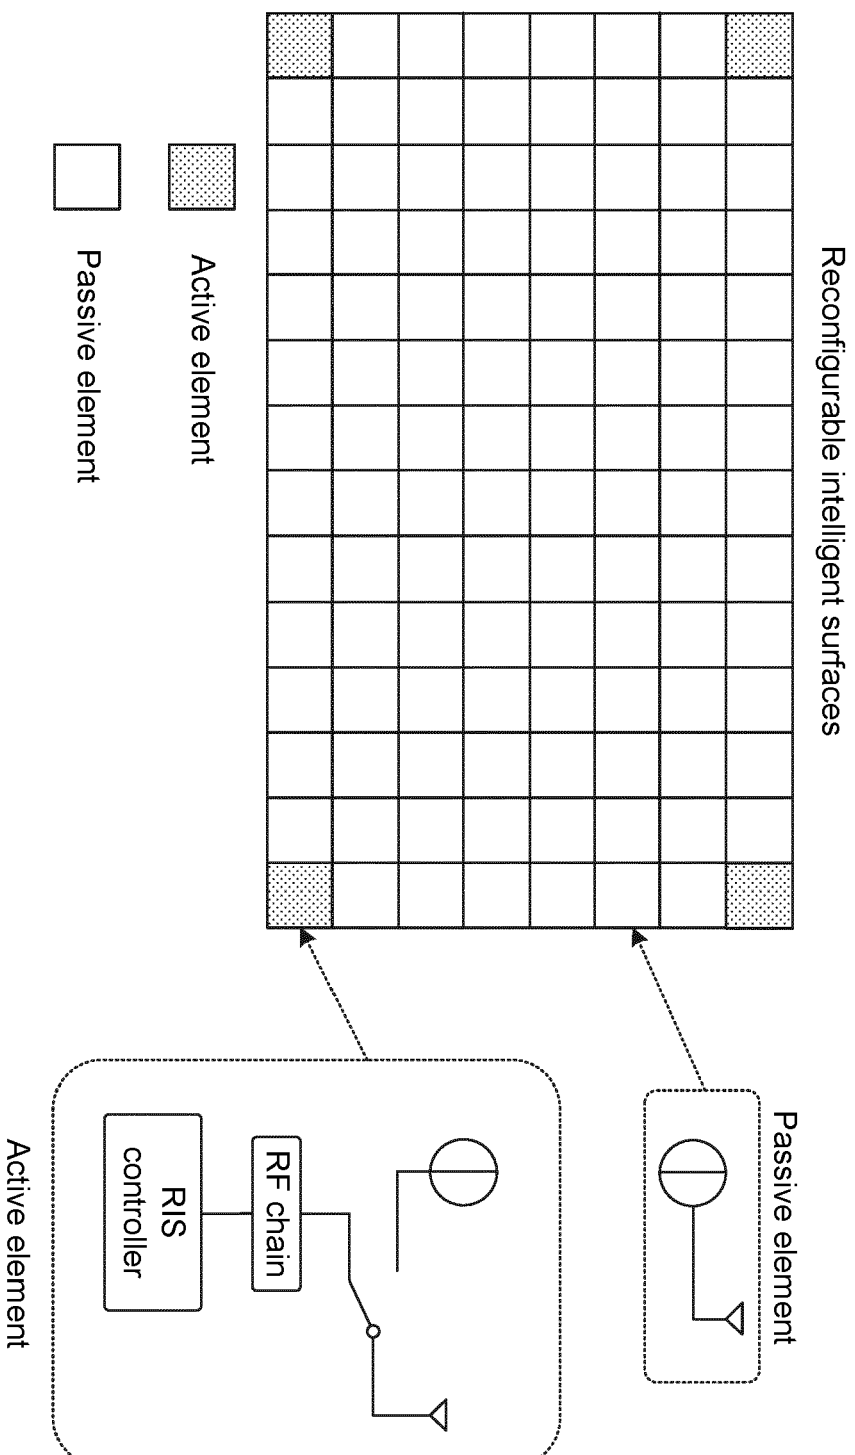 Reconfigurable intelligent surfaces
Active element
Passive element
Passive element
RF chain
RIS
controller
Active element